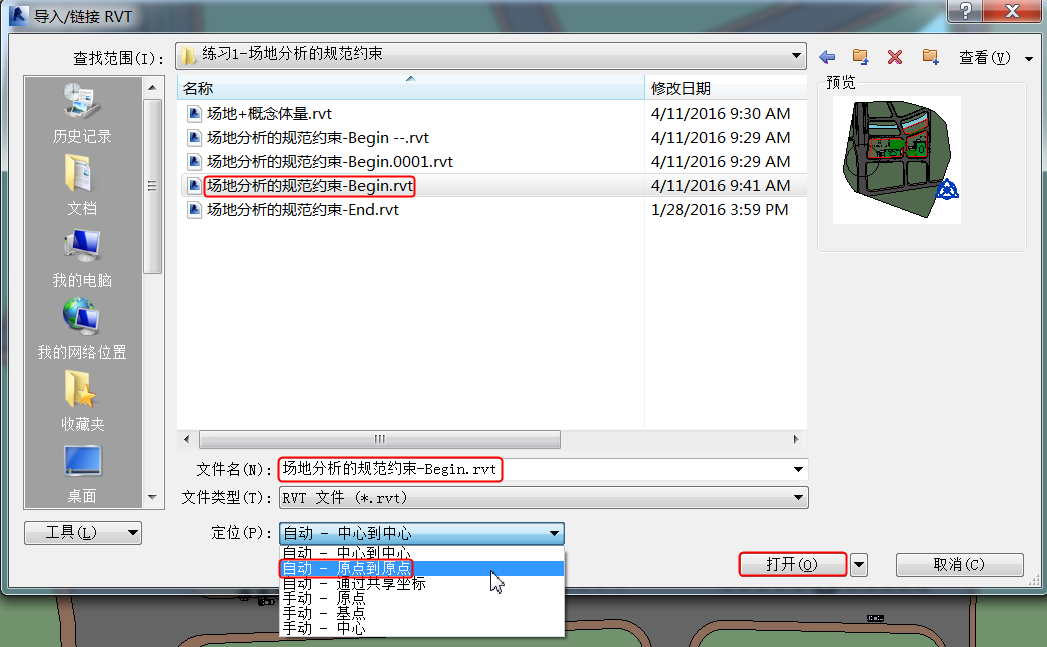 导入/链接 RVT
查找范围(I): 练习1-场地分析的规范约束 查看(V)
历史记录
文档
我的电脑
我的网络位置
收藏夹
桌面
名称 修改日期
场地+概念体量.rvt 4/11/2016 9:30 AM
场地分析的规范约束-Begin --.rvt 4/11/2016 9:29 AM
场地分析的规范约束-Begin.0001.rvt 4/11/2016 9:29 AM
场地分析的规范约束-Begin.rvt 4/11/2016 9:41 AM
场地分析的规范约束-End.rvt 1/28/2016 3:59 PM
预览
文件名(N): 场地分析的规范约束-Begin.rvt
文件类型(T): RVT 文件 (*.rvt)
工具(L) 定位(P): 自动 - 中心到中心
自动 - 中心到中心
自动 - 原点到原点
自动 - 通过共享坐标
手动 - 原点
手动 - 基点
手动 - 中心
打开(O) 取消(C)